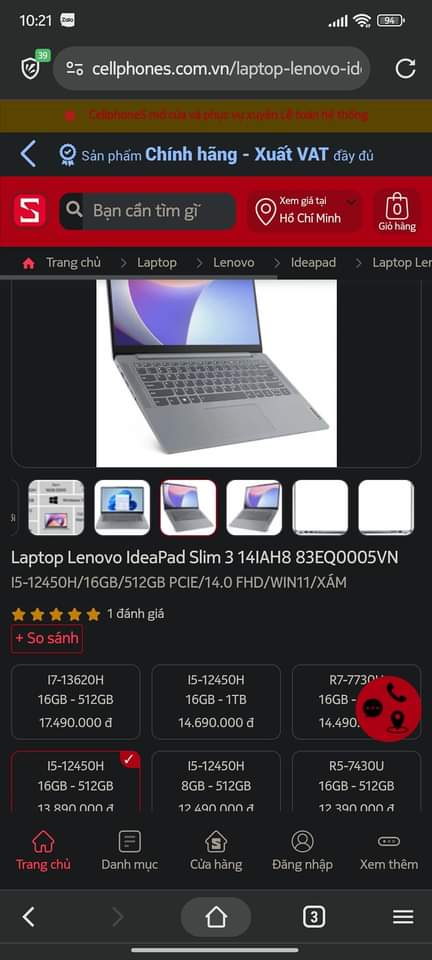 10:21
Zalo
94
39
cellphones.com.vn/laptop-lenovo-id
CellphoneS mở cửa và phục vụ xuyên Lễ toàn hệ thống
Sản phẩm Chính hãng - Xuất VAT đầy đủ
S
Bạn cần tìm gì
Xem giá tại
Hồ Chí Minh
0
Giỏ hàng
Trang chủ > Laptop > Lenovo > Ideapad > Laptop Ler
Laptop Lenovo IdeaPad Slim 3 14IAH8 83EQ0005VN
I5-12450H/16GB/512GB PCIE/14.0 FHD/WIN11/XÁM
1 đánh giá
+ So sánh
I7-13620H
16GB - 512GB
17.490.000 đ
I5-12450H
16GB - 1TB
14.690.000 đ
R7-7730U
16GB -
14.490.
I5-12450H
16GB - 512GB
13.890.000 đ
I5-12450H
8GB - 512GB
12.490.000 đ
R5-7430U
16GB - 512GB
12.390.000 đ
Trang chủ
Danh mục
S
Cửa hàng
Đăng nhập
Xem thêm
3